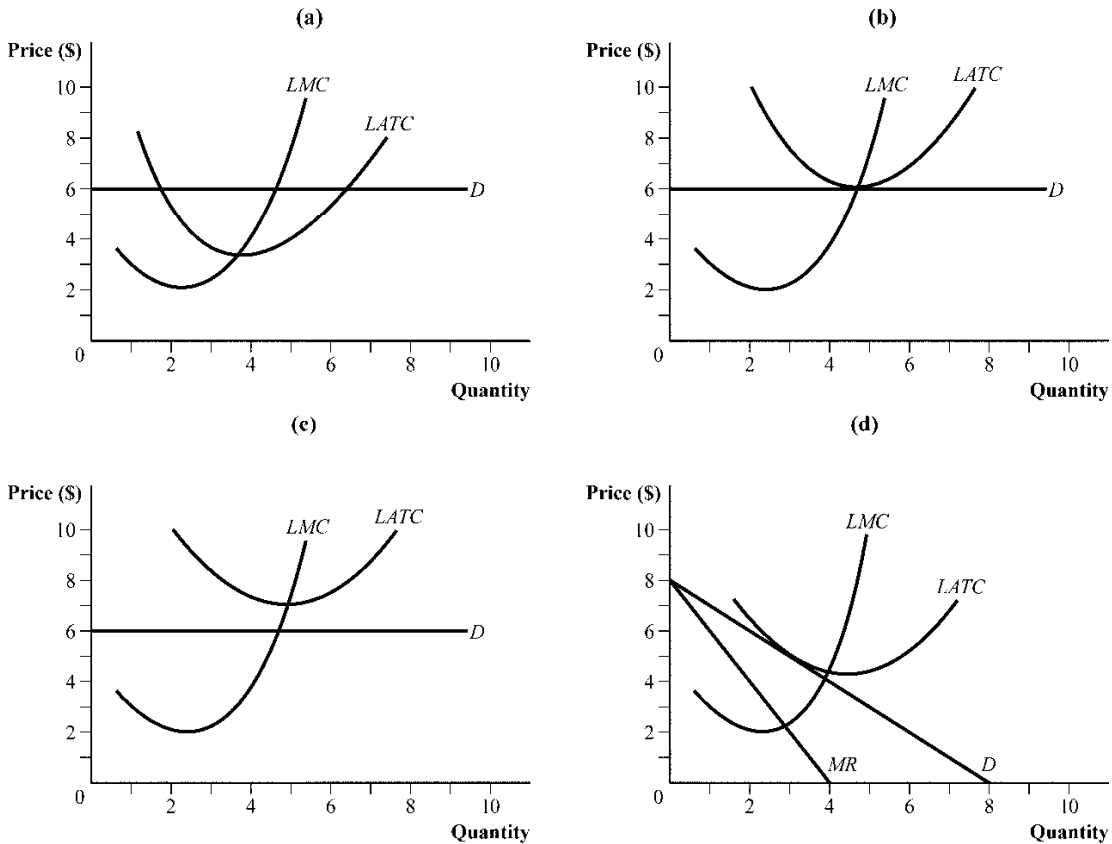 (a)
Price ($)
10
8
6
4
2
0
2 4 6 8 10
Quantity
LMC
LATC
D
(b)
Price ($)
10
8
6
4
2
0
2 4 6 8 10
Quantity
LMC
LATC
D
(c)
Price ($)
10
8
6
4
2
0
2 4 6 8 10
Quantity
LMC
LATC
D
(d)
Price ($)
10
8
6
4
2
0
2 4 6 8 10
Quantity
LMC
LATC
MR
D